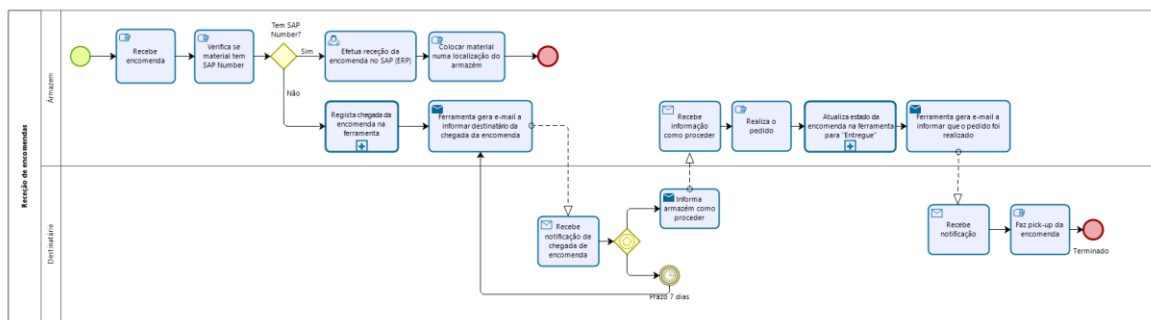 Receção de encomendas
Armazem
Destinatário
Recebe
encomenda
Verifica se
material tem
SAP Number
Tem SAP
Number?
Sim
Não
Efetua receção da
encomenda no SAP (ERP)
Colocar material
numa localização do
armazém
Regista chegada da
encomenda na
ferramenta
Ferramenta gera e-mail a
informar destinatário da
chegada da encomenda
Recebe
informação
como proceder
Realiza o
pedido
Atualiza estado da
encomenda na ferramenta
para "Entregue"
Ferramenta gera e-mail a
informar que o pedido foi
realizado
Recebe
notificação de
chegada de
encomenda
Informa
armazém como
proceder
Prazo 7 dias
Recebe
notificação
Faz pick-up da
encomenda
Terminado